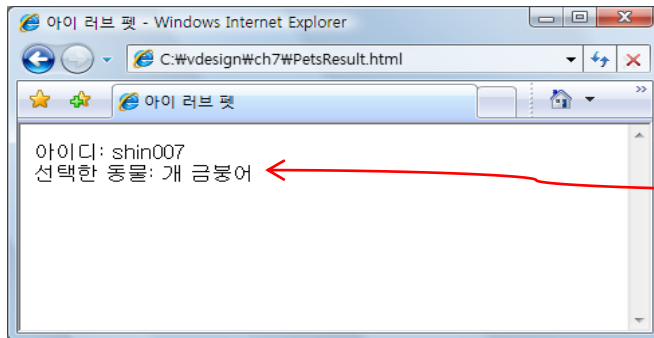 아이 러브 펫 - Windows Internet Explorer
C:₩vdesign₩ch7₩PetsResult.html
아이 러브 펫
아이디: shin007
선택한 동물: 개 금붕어